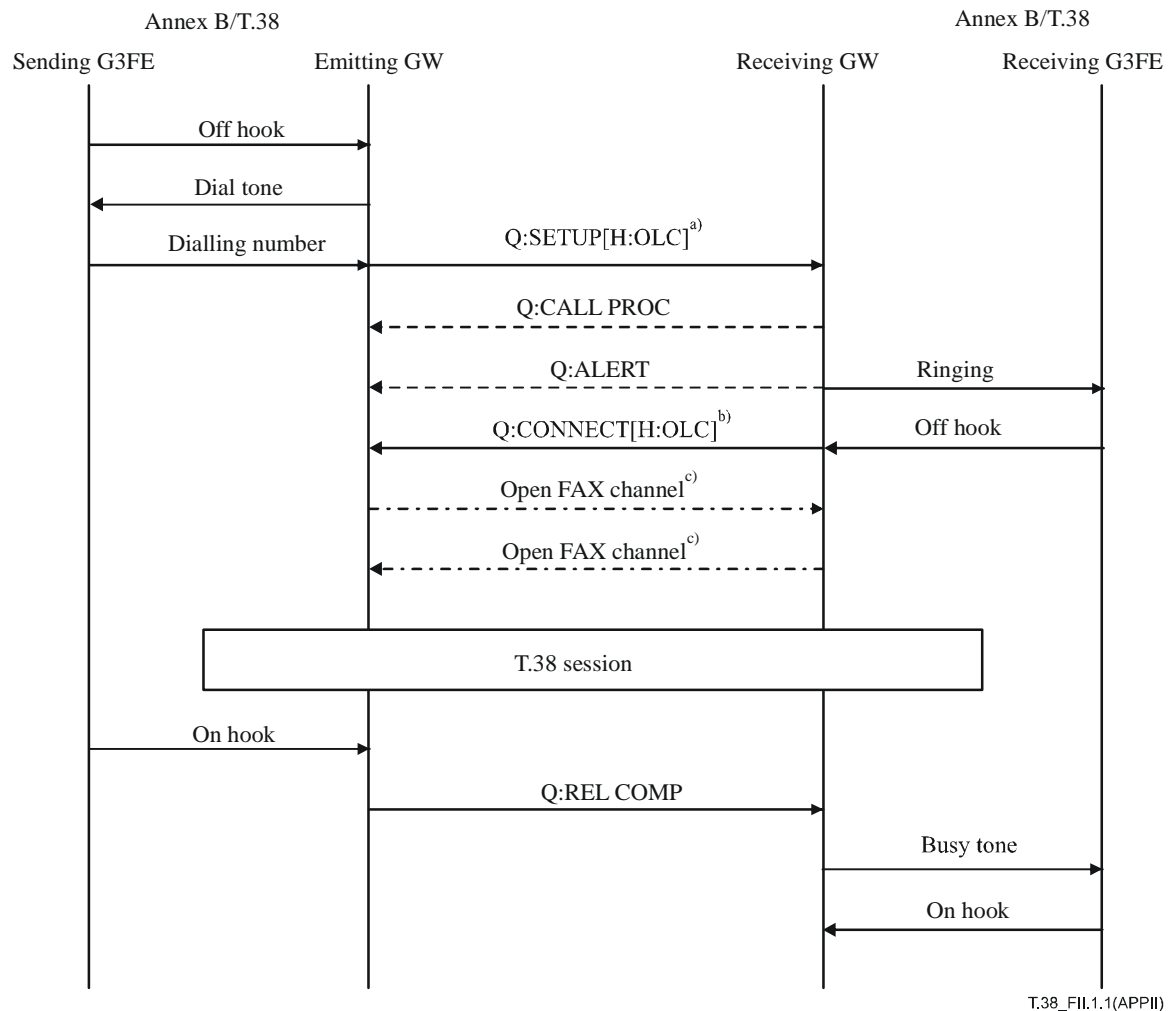 Annex B/T.38
Annex B/T.38
Sending G3FE
Emitting GW
Receiving GW
Receiving G3FE
Off hook
Dial tone
Dialling number
Q:SETUP[H:OLC]a)
Q:CALL PROC
Q:ALERT
Ringing
Q:CONNECT[H:OLC]b)
Off hook
Open FAX channelc)
Open FAX channelc)
T.38 session
On hook
Q:REL COMP
Busy tone
On hook
T.38_FII.1.1(APPII)